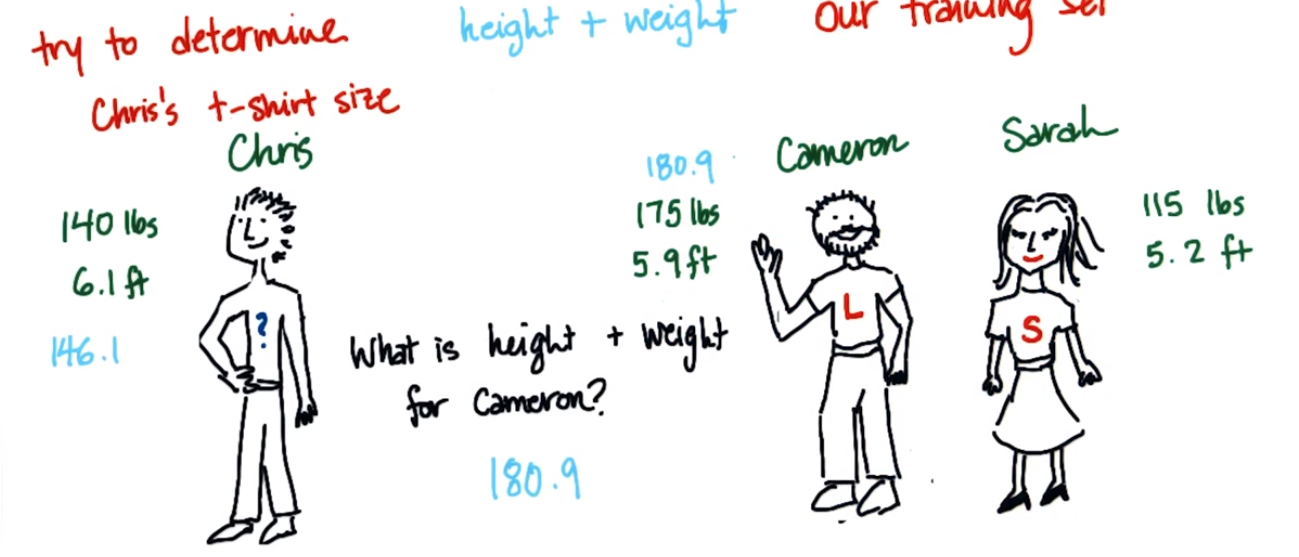 try to determine
Chris's t-shirt size
height + weight
our training set
Chris
140 lbs
6.1 ft
146.1
?
What is height + weight
for Cameron?
180.9
180.9
175 lbs
5.9 ft
Cameron
L
Sarah
S
115 lbs
5.2 ft